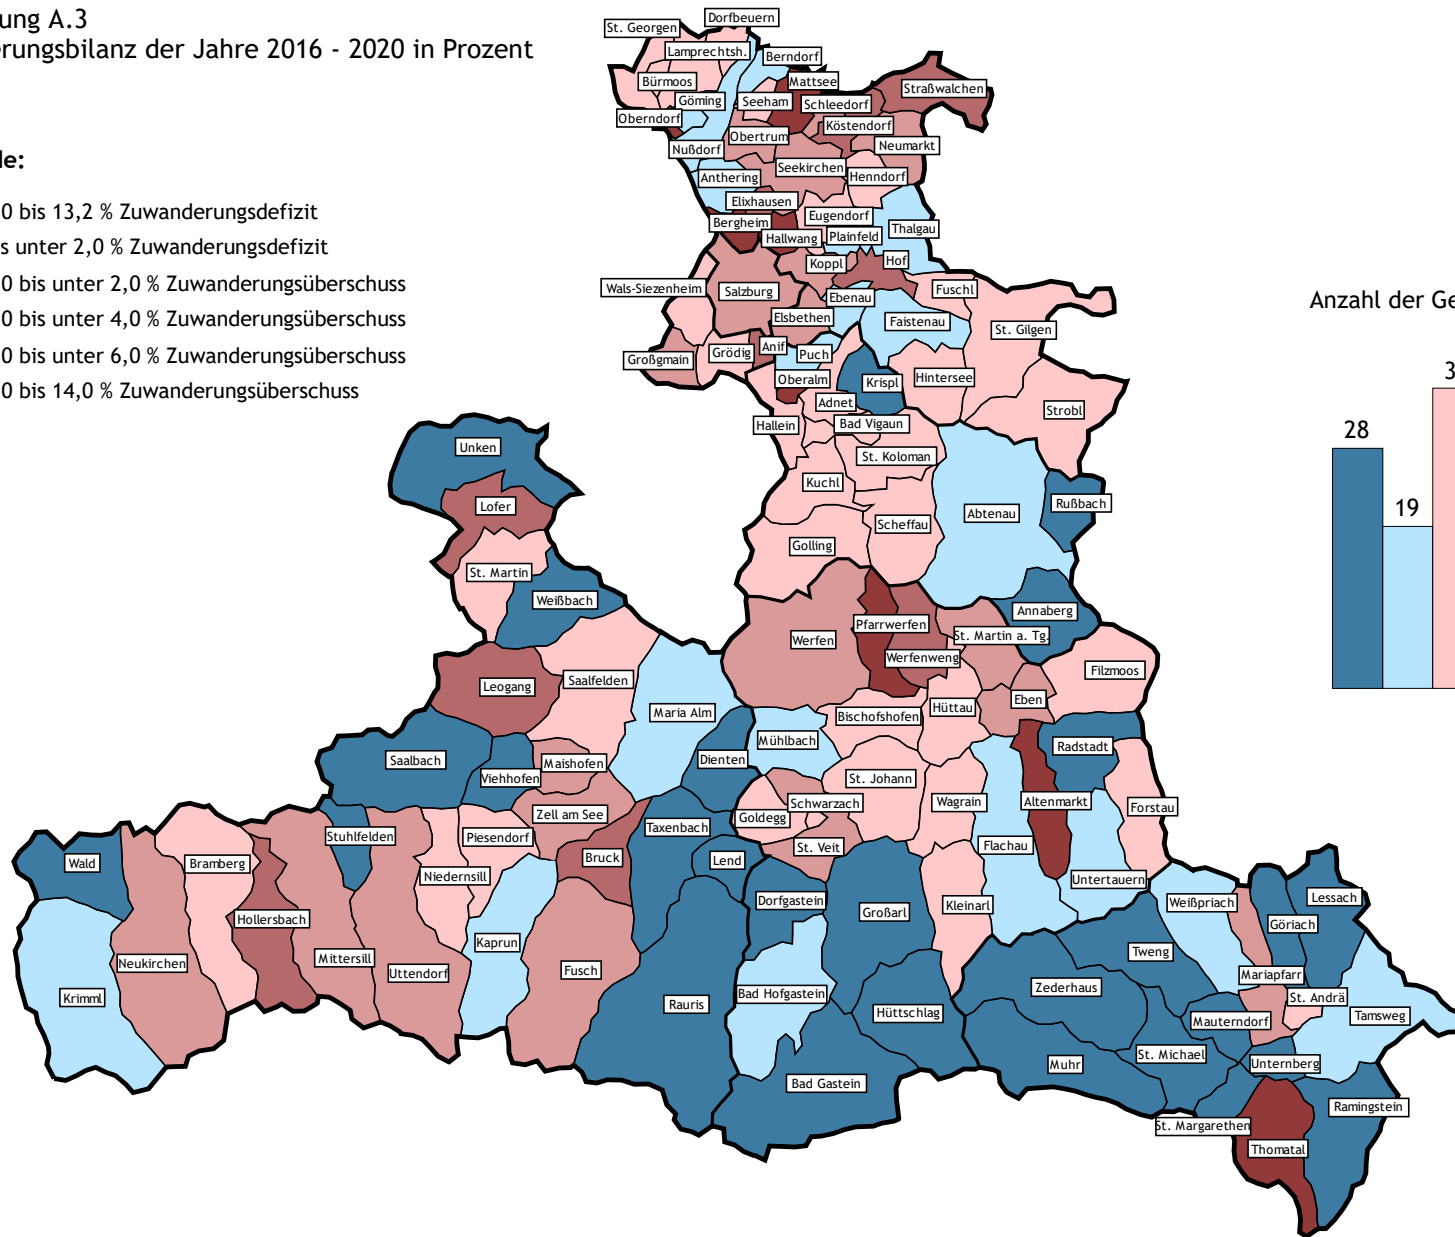 ung A.3
erungsbilanz der Jahre 2016 - 2020 in Prozent
de:
0 bis 13,2 % Zuwanderungsdefizit
s unter 2,0 % Zuwanderungsdefizit
0 bis unter 2,0 % Zuwanderungsüberschuss
0 bis unter 4,0 % Zuwanderungsüberschuss
0 bis unter 6,0 % Zuwanderungsüberschuss
0 bis 14,0 % Zuwanderungsüberschuss
Anzahl der Ge
28
19
3
Dorfbeuern
St. Georgen
Lamprechtsh.
Berndorf
Bürmoos
Mattsee
Straßwalchen
Göming
Seeham
Schleedorf
Oberndorf
Köstendorf
Obertrum
Neumarkt
Nußdorf
Seekirchen
Henndorf
Anthering
Elixhausen
Eugendorf
Bergheim
Thalgau
Hallwang
Plainfeld
Koppl
Hof
Wals-Siezenheim
Salzburg
Ebenau
Fuschl
Elsbethen
Faistenau
St. Gilgen
Anif
Grödig
Puch
Großgmain
Oberalm
Krispl
Hintersee
Adnet
Strobl
Hallein
Bad Vigaun
Unken
St. Koloman
Kuchl
Lofer
Rußbach
Abtenau
Scheffau
Golling
St. Martin
Weißbach
Annaberg
Pfarrwerfen
St. Martin a. Tg.
Werfen
Werfenweng
Filzmoos
Saalfelden
Leogang
Eben
Hüttau
Maria Alm
Bischofshofen
Mühlbach
Radstadt
Saalbach
Dienten
Maishofen
Viehhofen
St. Johann
Schwarzach
Wagrain
Altenmarkt
Forstau
Zell am See
Goldegg
Taxenbach
Stuhlfelden
Piesendorf
St. Veit
Flachau
Wald
Bramberg
Bruck
Lend
Niedernsill
Untertauern
Dorfgastein
Lessach
Weißpriach
Kleinarl
Großarl
Hollersbach
Göriach
Kaprun
Tweng
Mittersill
Neukirchen
Uttendorf
Fusch
Mariapfarr
Zederhaus
Bad Hofgastein
Krimml
St. Andrä
Rauris
Hüttschlag
Tamsweg
Mauterndorf
St. Michael
Muhr
Unternberg
Bad Gastein
Ramingstein
St. Margarethen
Thomatal